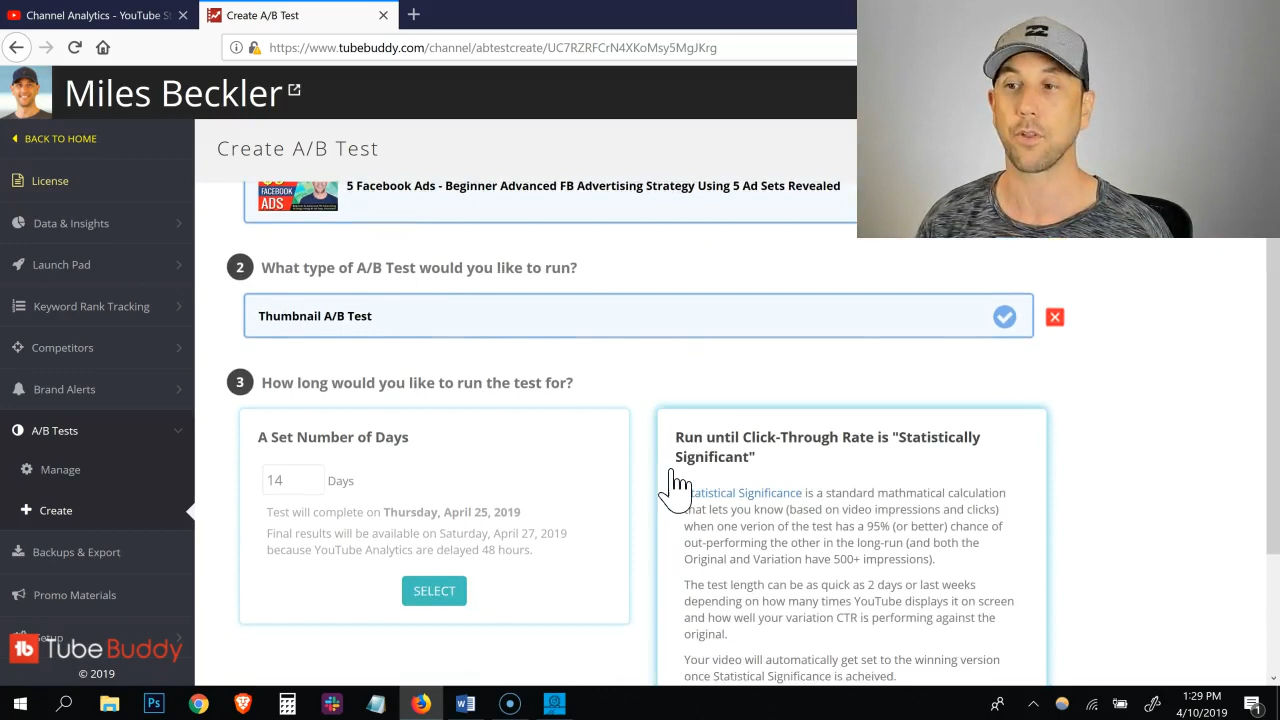 Channel Analytics - YouTube St
Create A/B Test
https://www.tubebuddy.com/channel/abtestcreate/UC7RZRFCrN4XKoMsy5MgJKrg
Miles Beckler
BACK TO HOME
License
Data & Insights
Launch Pad
Keyword Rank Tracking
Competitors
Brand Alerts
A/B Tests
Manage
Create
Backups & Export
Promo Materials
TubeBuddy
© 2019
Create A/B Test
FACEBOOK
ADS
5 Facebook Ads - Beginner Advanced FB Advertising Strategy Using 5 Ad Sets Revealed
2 What type of A/B Test would you like to run?
Thumbnail A/B Test
3 How long would you like to run the test for?
A Set Number of Days
14 Days
Test will complete on Thursday, April 25, 2019
Final results will be available on Saturday, April 27, 2019
because YouTube Analytics are delayed 48 hours.
SELECT
Run until Click-Through Rate is "Statistically
Significant"
Statistical Significance is a standard mathmatical calculation
that lets you know (based on video impressions and clicks)
when one verion of the test has a 95% (or better) chance of
out-performing the other in the long-run (and both the
Original and Variation have 500+ impressions).
The test length can be as quick as 2 days or last weeks
depending on how many times YouTube displays it on screen
and how well your variation CTR is performing against the
original.
Your video will automatically get set to the winning version
once Statistical Significance is acheived.
1:29 PM
4/10/2019
1